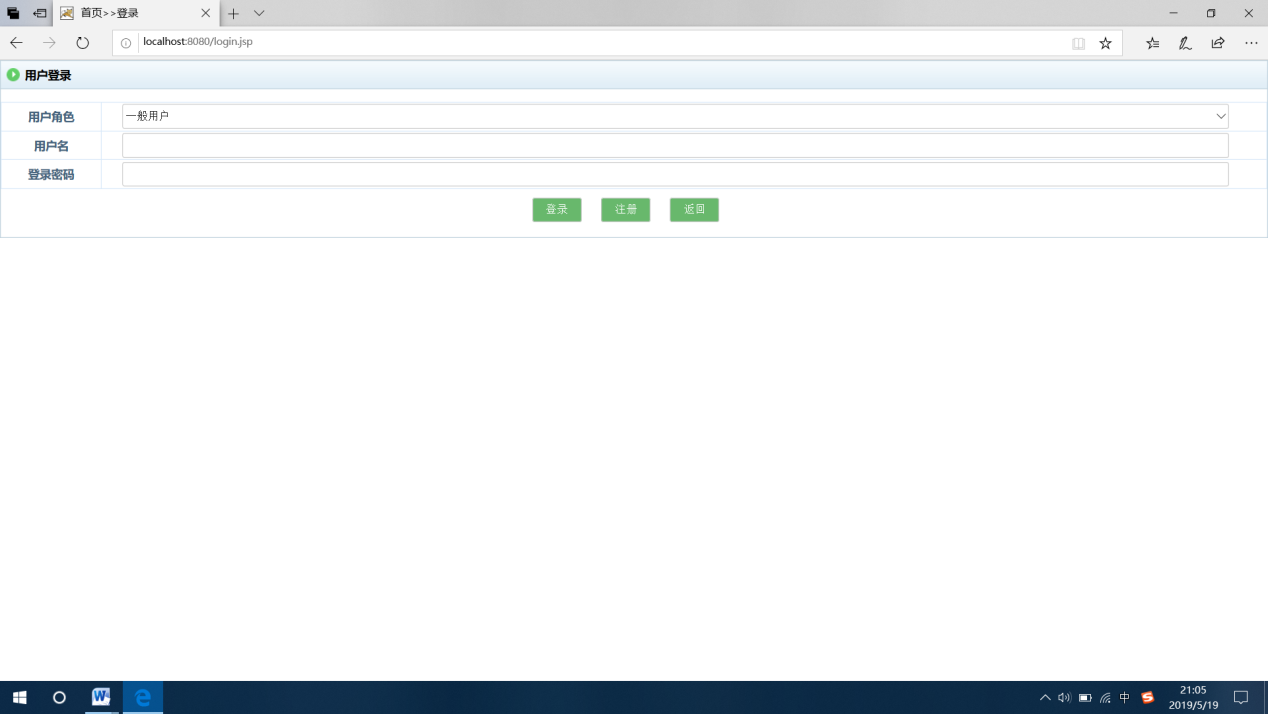 首页>>登录
localhost:8080/login.jsp
用户登录
用户角色 一般用户
用户名
登录密码
登录 注册 返回
中
21:05
2019/5/19